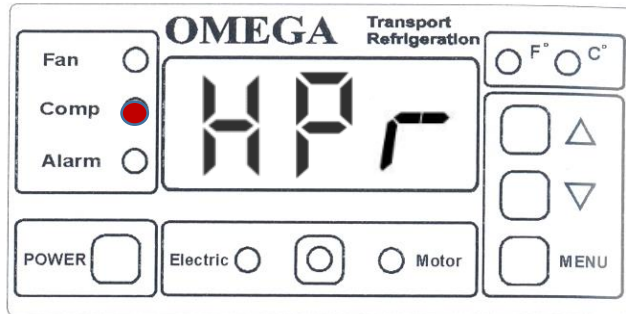 OMEGA Transport
Refrigeration
Fan
Comp
Alarm
HPr
F° C°
POWER
Electric
Motor
MENU